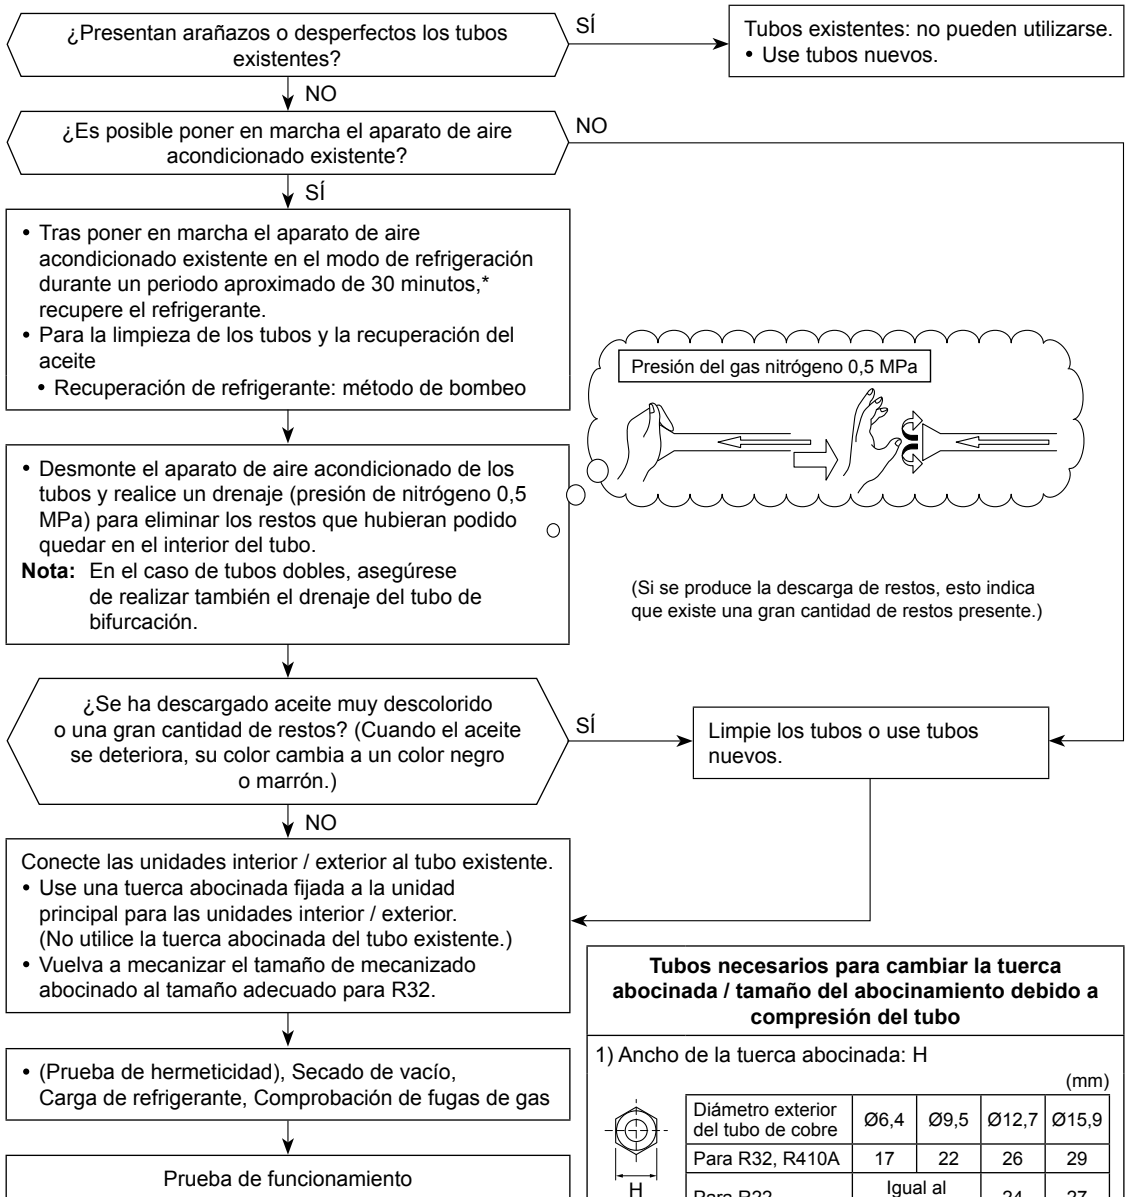 ¿Presentan arañazos o desperfectos los tubos
existentes?
SÍ
Tubos existentes: no pueden utilizarse.
• Use tubos nuevos.
NO
¿Es posible poner en marcha el aparato de aire
acondicionado existente?
NO
SÍ
• Tras poner en marcha el aparato de aire
acondicionado existente en el modo de refrigeración
durante un periodo aproximado de 30 minutos,*
recupere el refrigerante.
• Para la limpieza de los tubos y la recuperación del
aceite
• Recuperación de refrigerante: método de bombeo
Presión del gas nitrógeno 0,5 MPa
• Desmonte el aparato de aire acondicionado de los
tubos y realice un drenaje (presión de nitrógeno 0,5
MPa) para eliminar los restos que hubieran podido
quedar en el interior del tubo.
Nota: En el caso de tubos dobles, asegúrese
de realizar también el drenaje del tubo de
bifurcación.
(Si se produce la descarga de restos, esto indica
que existe una gran cantidad de restos presente.)
¿Se ha descargado aceite muy descolorido
o una gran cantidad de restos? (Cuando el aceite
se deteriora, su color cambia a un color negro
o marrón.)
SÍ
Limpie los tubos o use tubos
nuevos.
NO
Conecte las unidades interior / exterior al tubo existente.
• Use una tuerca abocinada fijada a la unidad
principal para las unidades interior / exterior.
(No utilice la tuerca abocinada del tubo existente.)
• Vuelva a mecanizar el tamaño de mecanizado
abocinado al tamaño adecuado para R32.
• (Prueba de hermeticidad), Secado de vacío,
Carga de refrigerante, Comprobación de fugas de gas
Prueba de funcionamiento
Tubos necesarios para cambiar la tuerca
abocinada / tamaño del abocinamiento debido a
compresión del tubo
1) Ancho de la tuerca abocinada: H
(mm)
Diámetro exterior
del tubo de cobre Ø6,4 Ø9,5 Ø12,7 Ø15,9
Para R32, R410A 17 22 26 29
H
Para R22 Igual al 24 27